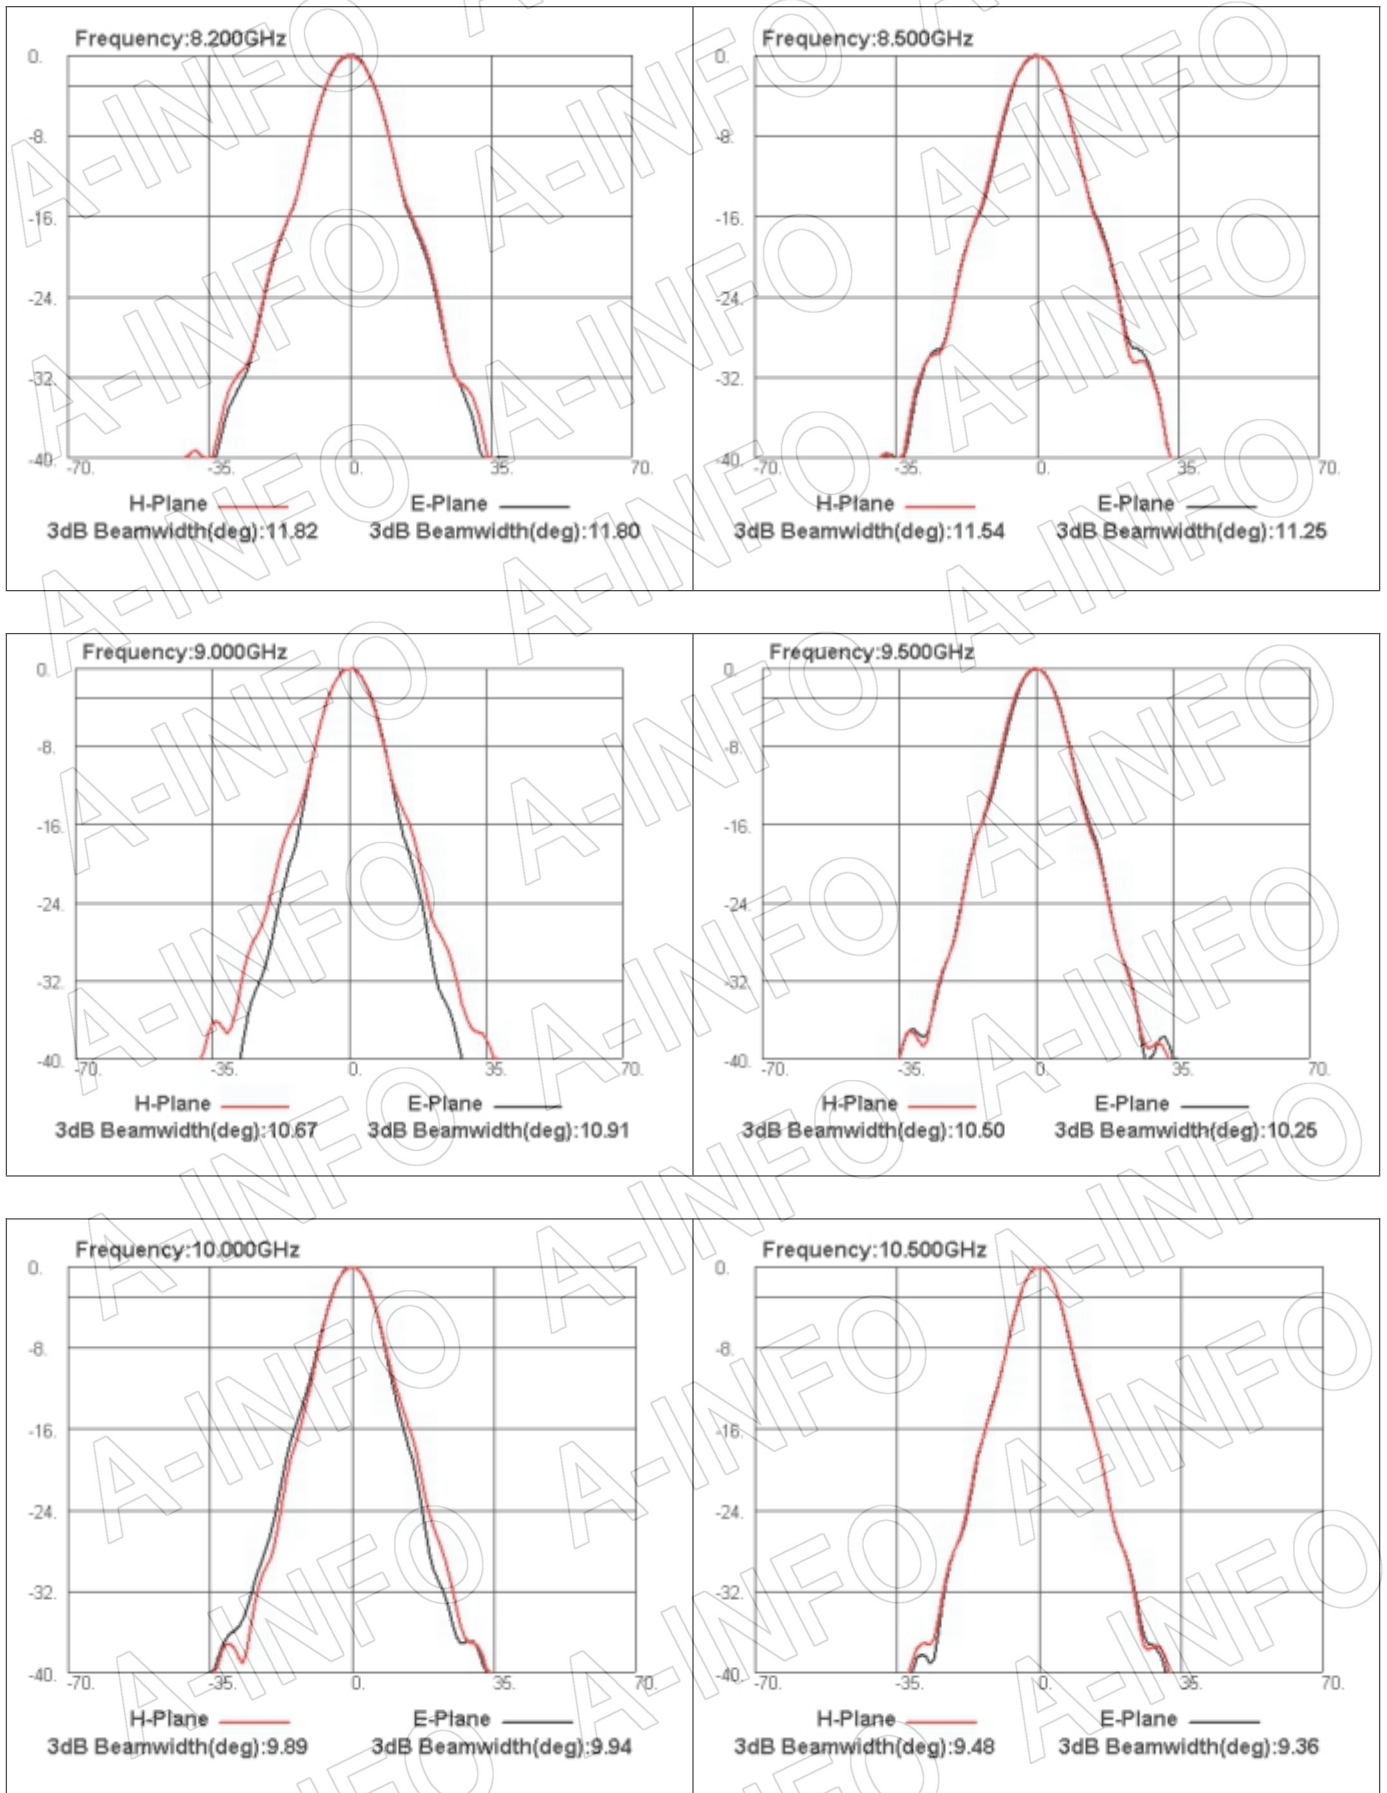 Frequency:8.200GHz
0.
-8.
-16.
-24.
-32.
-40.
-70. -35. 0. 35. 70.
H-Plane E-Plane
3dB Beamwidth(deg):11.82 3dB Beamwidth(deg):11.80
Frequency:8.500GHz
0.
-8.
-16.
-24.
-32.
-40.
-70. -35. 0. 35. 70.
H-Plane E-Plane
3dB Beamwidth(deg):11.54 3dB Beamwidth(deg):11.25
Frequency:9.000GHz
0.
-8.
-16.
-24.
-32.
-40.
-70. -35. 0. 35. 70.
H-Plane E-Plane
3dB Beamwidth(deg):10.67 3dB Beamwidth(deg):10.91
Frequency:9.500GHz
0.
-8.
-16.
-24.
-32.
-40.
-70. -35. 0. 35. 70.
H-Plane E-Plane
3dB Beamwidth(deg):10.50 3dB Beamwidth(deg):10.25
Frequency:10.000GHz
0.
-8.
-16.
-24.
-32.
-40.
-70. -35. 0. 35. 70.
H-Plane E-Plane
3dB Beamwidth(deg):9.89 3dB Beamwidth(deg):9.94
Frequency:10.500GHz
0.
-8.
-16.
-24.
-32.
-40.
-70. -35. 0. 35. 70.
H-Plane E-Plane
3dB Beamwidth(deg):9.48 3dB Beamwidth(deg):9.36
A-INFO